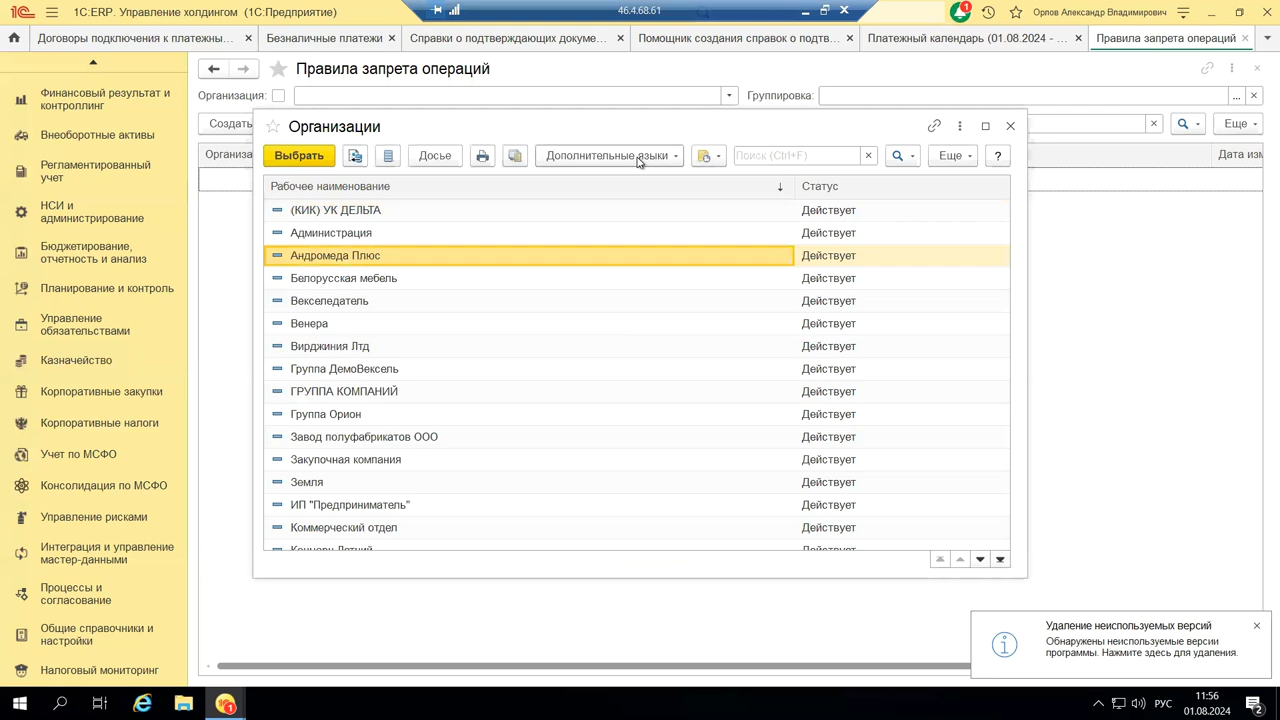 1С:ERP. Управление холдингом (1С:Предприятие)
46.4.68.61
1
Орлов Александр Владимирович
Договоры подключения к платежны...
Безналичные платежи
Справки о подтверждающих докуме...
Помощник создания справок о подтв...
Платежный календарь (01.08.2024 - ...
Правила запрета операций
Финансовый результат и
контроллинг
Внеоборотные активы
Регламентированный
учет
НСИ и
администрирование
Бюджетирование,
отчетность и анализ
Планирование и контроль
Управление
обязательствами
Казначейство
Корпоративные закупки
Корпоративные налоги
Учет по МСФО
Консолидация по МСФО
Управление рисками
Интеграция и управление
мастер-данными
Процессы и
согласование
Общие справочники и
настройки
Налоговый мониторинг
Правила запрета операций
Организация:
Группировка:
Создать
Еще
Организа
Дата изм
Организации
Выбрать
Досье
Дополнительные языки
Поиск (Ctrl+F)
Еще
?
Рабочее наименование ↓ Статус
(КИК) УК ДЕЛЬТА Действует
Администрация Действует
Андромеда Плюс Действует
Белорусская мебель Действует
Векселедатель Действует
Венера Действует
Вирджиния Лтд Действует
Группа ДемоВексель Действует
ГРУППА КОМПАНИЙ Действует
Группа Орион Действует
Завод полуфабрикатов ООО Действует
Закупочная компания Действует
Земля Действует
ИП "Предприниматель" Действует
Коммерческий отдел Действует
Концерн Летний Действует
Удаление неиспользуемых версий
Обнаружены неиспользуемые версии
программы. Нажмите здесь для удаления.
1
РУС
11:56
01.08.2024
2